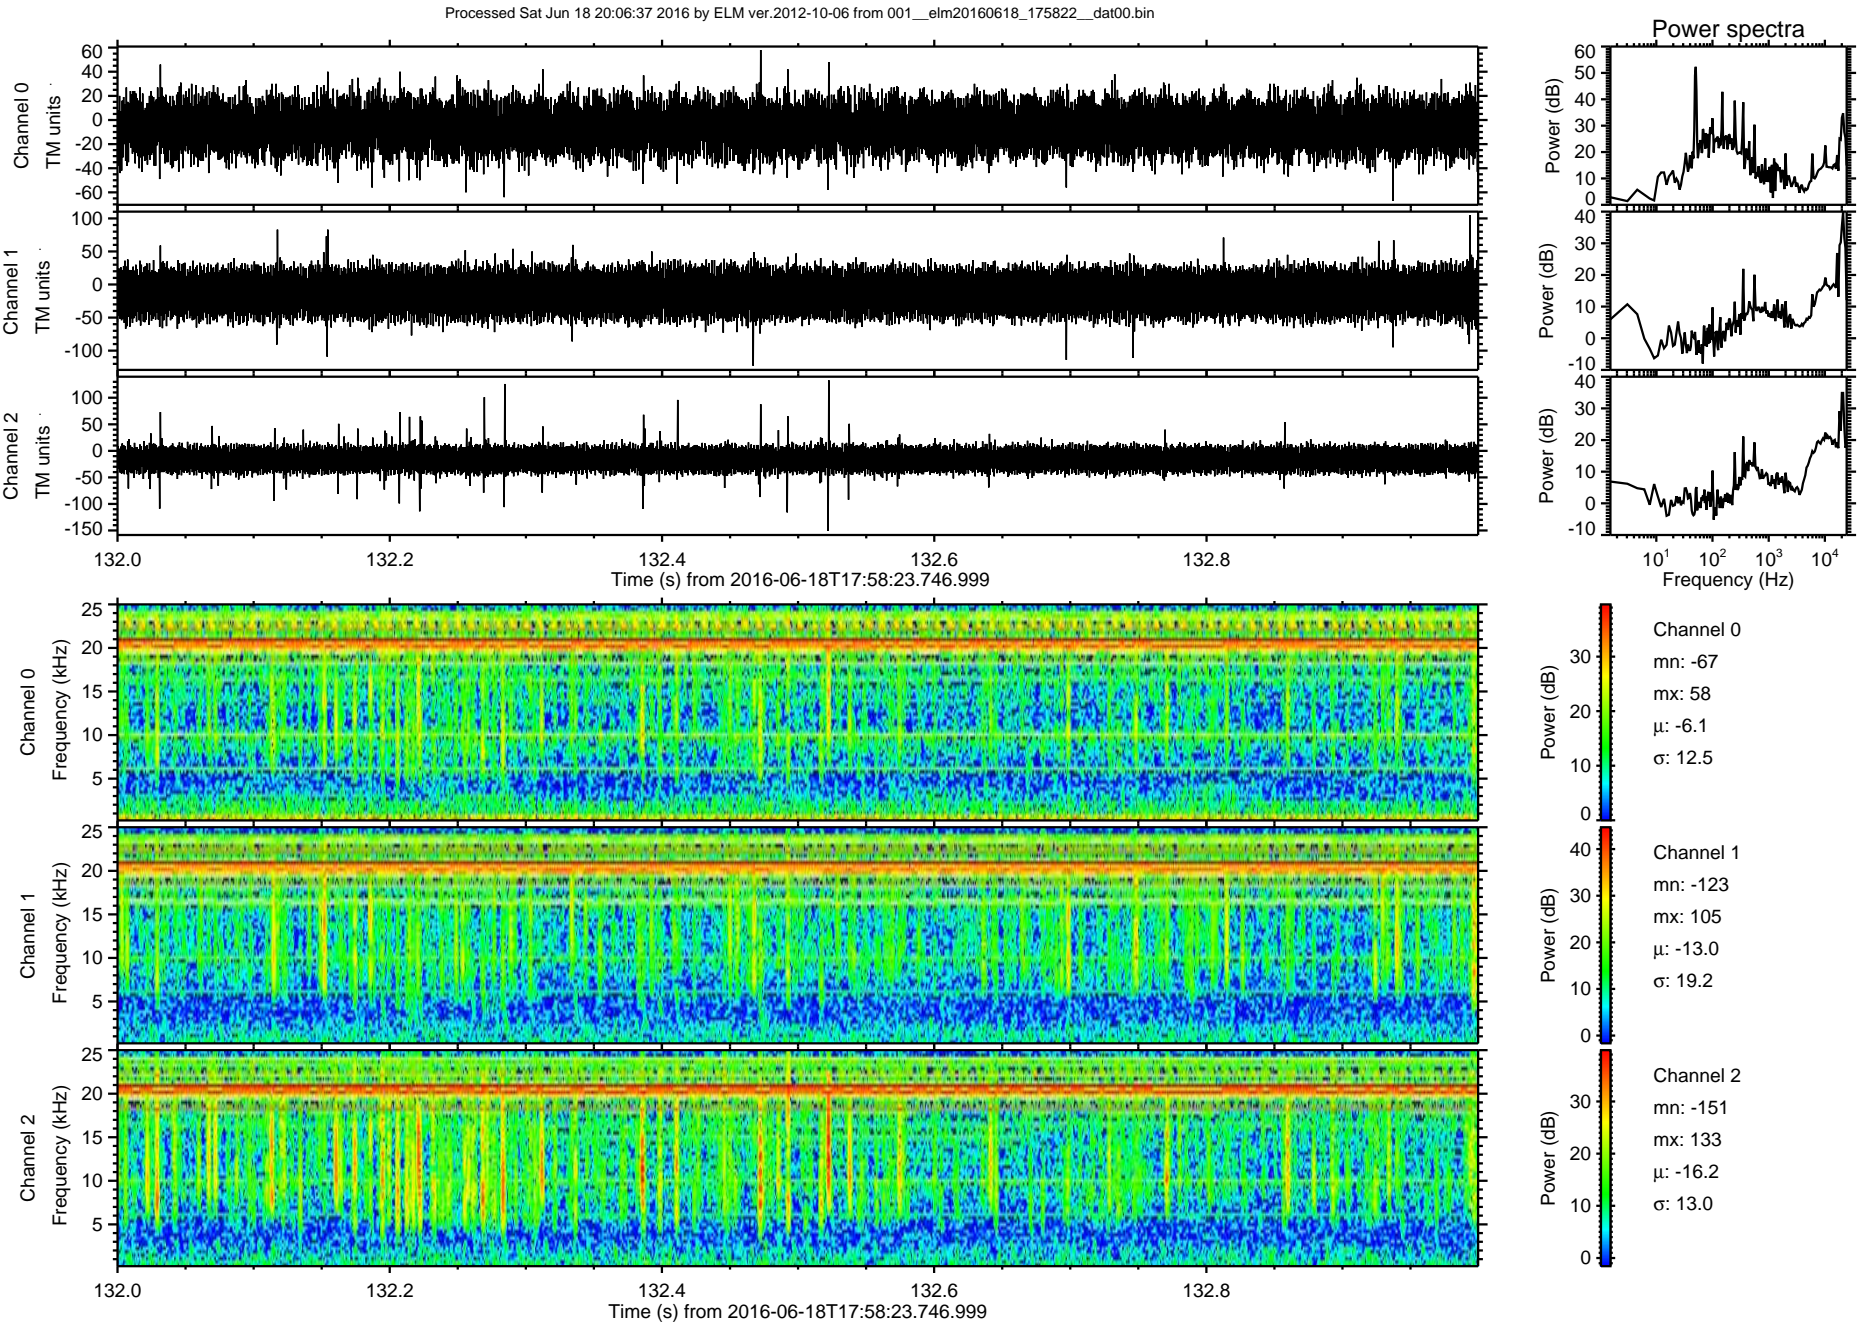 Processed Sat Jun 18 20:06:37 2016 by ELM ver.2012-10-06 from 001__elm20160618_175822__dat00.bin
Power spectra
Channel 0
TM units
60
40
20
0
-20
-40
-60
Power (dB)
60
50
40
30
20
10
0
Channel 1
TM units
100
50
0
-50
-100
Power (dB)
40
30
20
10
0
-10
Channel 2
TM units
100
50
0
-50
-100
-150
Power (dB)
40
30
20
10
0
-10
132.0 132.2 132.4 132.6 132.8
Time (s) from 2016-06-18T17:58:23.746.999
10¹ 10² 10³ 10⁴
Frequency (Hz)
Channel 0
Frequency (kHz)
25
20
15
10
5
Power (dB)
30
20
10
0
Channel 0
mn: -67
mx: 58
μ: -6.1
σ: 12.5
Channel 1
Frequency (kHz)
25
20
15
10
5
Power (dB)
40
30
20
10
0
Channel 1
mn: -123
mx: 105
μ: -13.0
σ: 19.2
Channel 2
Frequency (kHz)
25
20
15
10
5
Power (dB)
30
20
10
0
Channel 2
mn: -151
mx: 133
μ: -16.2
σ: 13.0
132.0 132.2 132.4 132.6 132.8
Time (s) from 2016-06-18T17:58:23.746.999